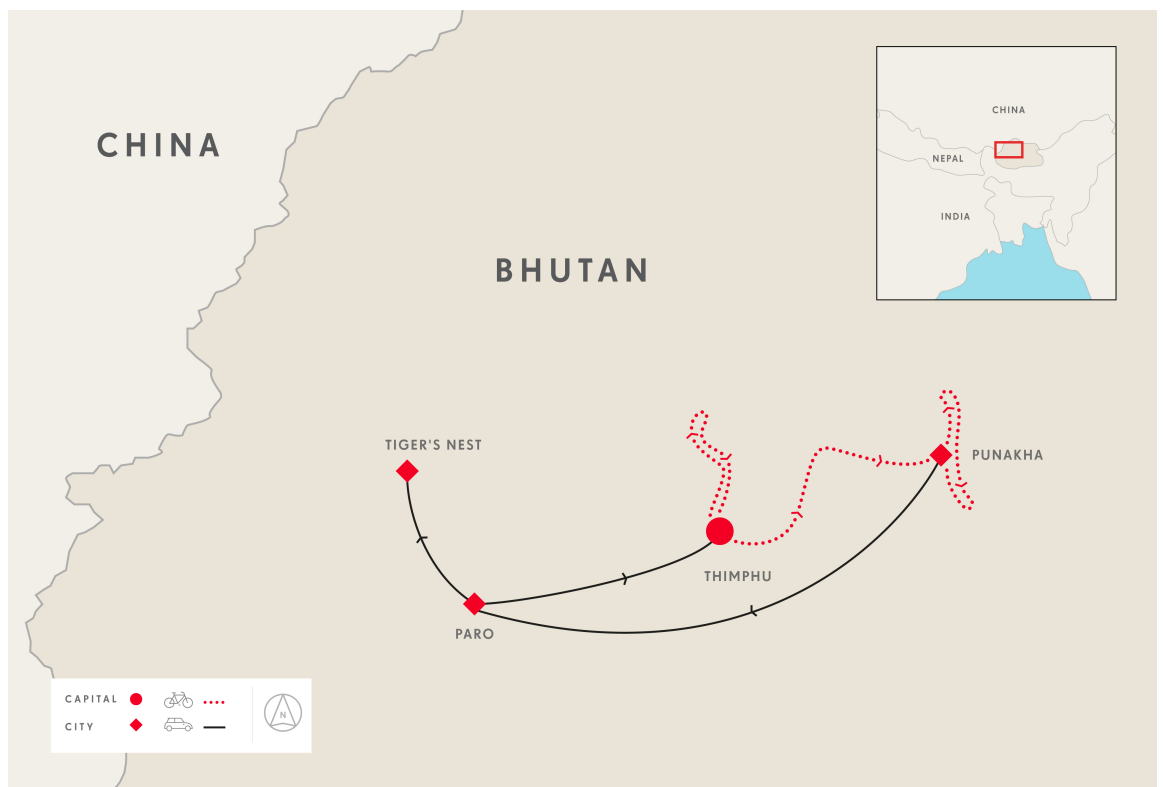 CHINA
BHUTAN
CHINA
NEPAL
INDIA
TIGER'S NEST
PUNAKHA
THIMPHU
PARO
CAPITAL
CITY
N